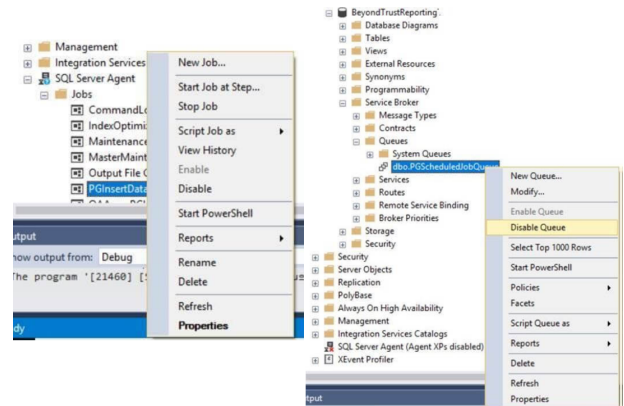 Management
Integration Services
SQL Server Agent
Jobs
CommandLo
IndexOptimi
Maintenance
MasterMaint
Output File C
PGInsertData
New Job...
Start Job at Step...
Stop Job
Script Job as
View History
Enable
Disable
Start PowerShell
Reports
Rename
Delete
Refresh
Properties
utput
how output from: Debug
The program '[21460] [S
us
dy
BeyondTrustReporting`.
Database Diagrams
Tables
Views
External Resources
Synonyms
Programmability
Service Broker
Message Types
Contracts
Queues
System Queues
dbo.PGScheduledJobQueue
Services
Routes
Remote Service Binding
Broker Priorities
Storage
Security
Security
Server Objects
Replication
PolyBase
Always On High Availability
Management
Integration Services Catalogs
SQL Server Agent (Agent XPs disabled)
XEvent Profiler
New Queue...
Modify...
Enable Queue
Disable Queue
Select Top 1000 Rows
Start PowerShell
Policies
Facets
Script Queue as
Reports
Delete
Refresh
Properties
tput